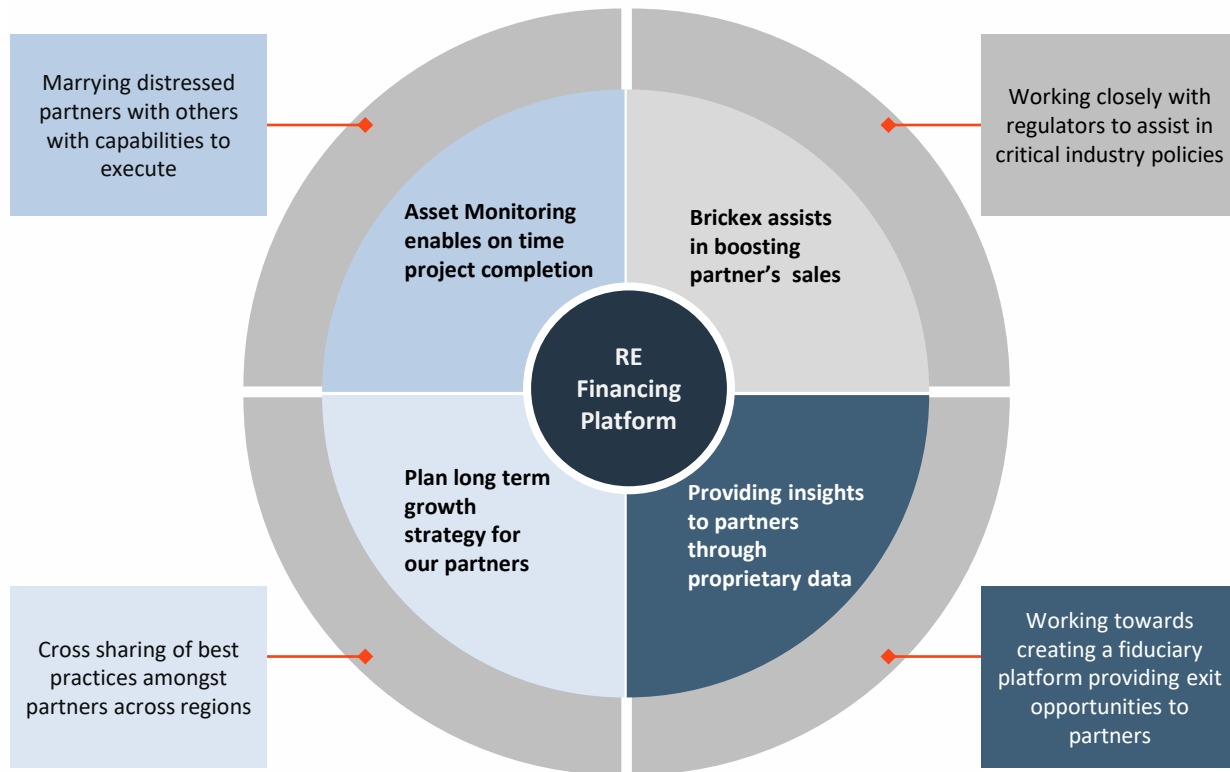 Marrying distressed
partners with others
with capabilities to
execute
Working closely with
regulators to assist in
critical industry policies
Asset Monitoring
enables on time
project completion
Brickex assists
in boosting
partner’s sales
RE
Financing
Platform
Plan long term
growth
strategy for
our partners
Providing insights
to partners
through
proprietary data
Cross sharing of best
practices amongst
partners across regions
Working towards
creating a fiduciary
platform providing exit
opportunities to
partners